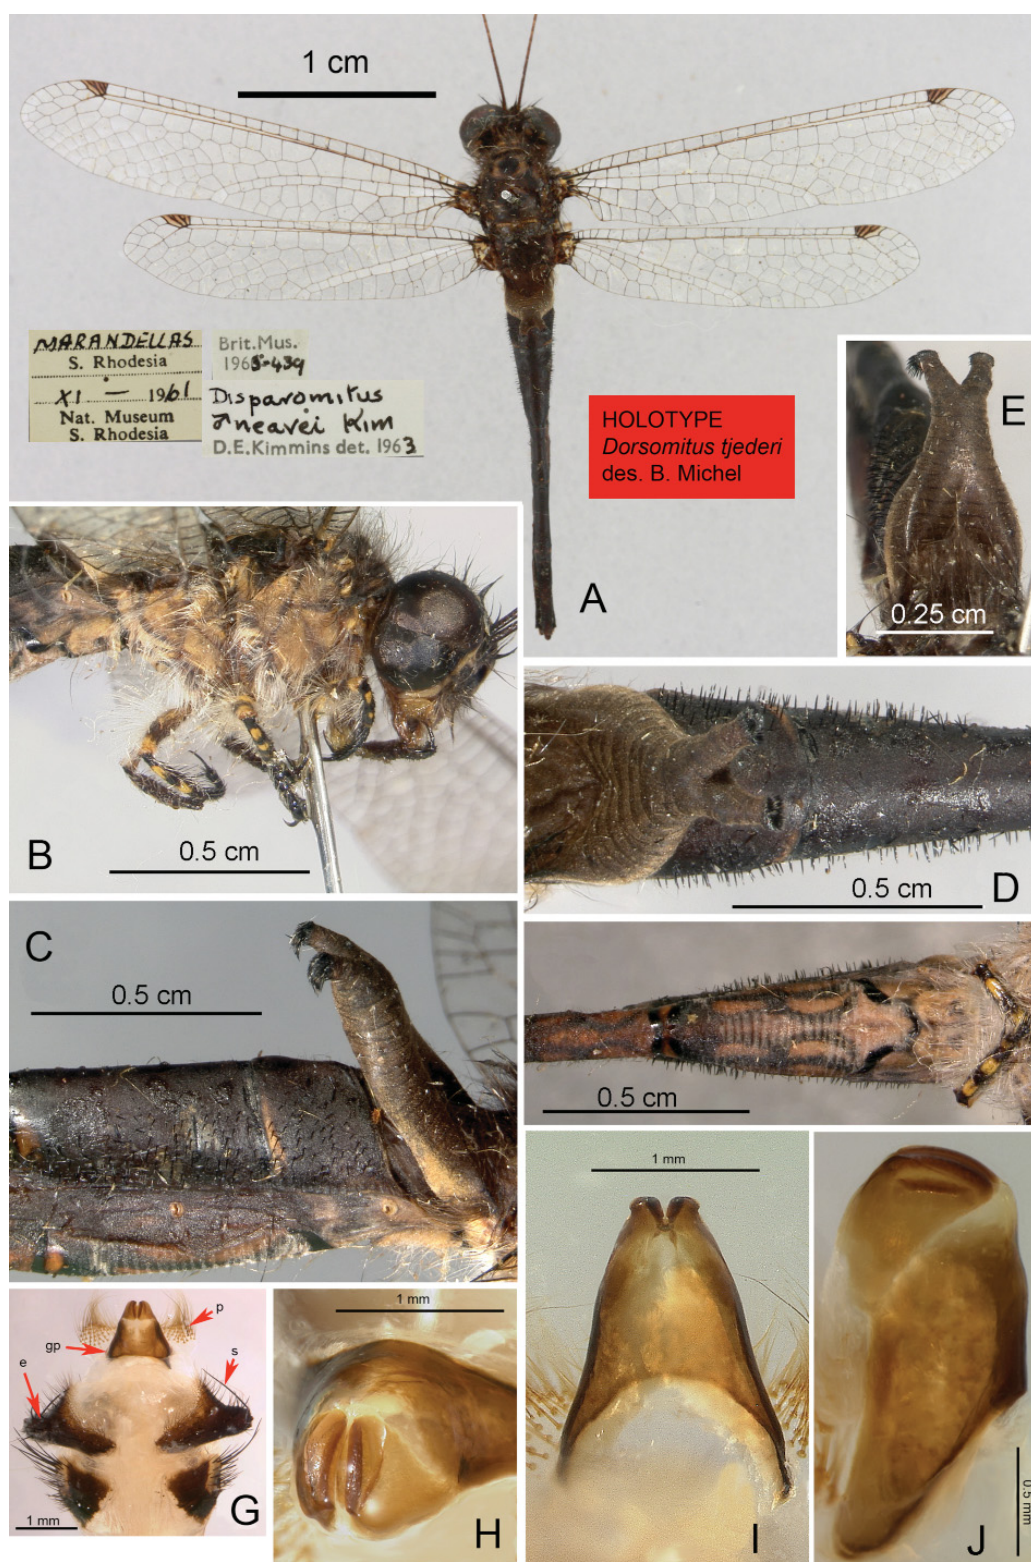 1 cm
MARANDELLAS
S. Rhodesia
XI — 1961
Nat. Museum
S. Rhodesia
Brit. Mus.
1965-439
Disparomitus
♂ neavei Kim
D.E. Kimmins det. 1963
HOLOTYPE
Dorsomitus tjederi
des. B. Michel
A
E
0.25 cm
B
0.5 cm
D
0.5 cm
C
0.5 cm
0.5 cm
G
p
gp
e
s
1 mm
H
1 mm
I
1 mm
J
0.5 mm